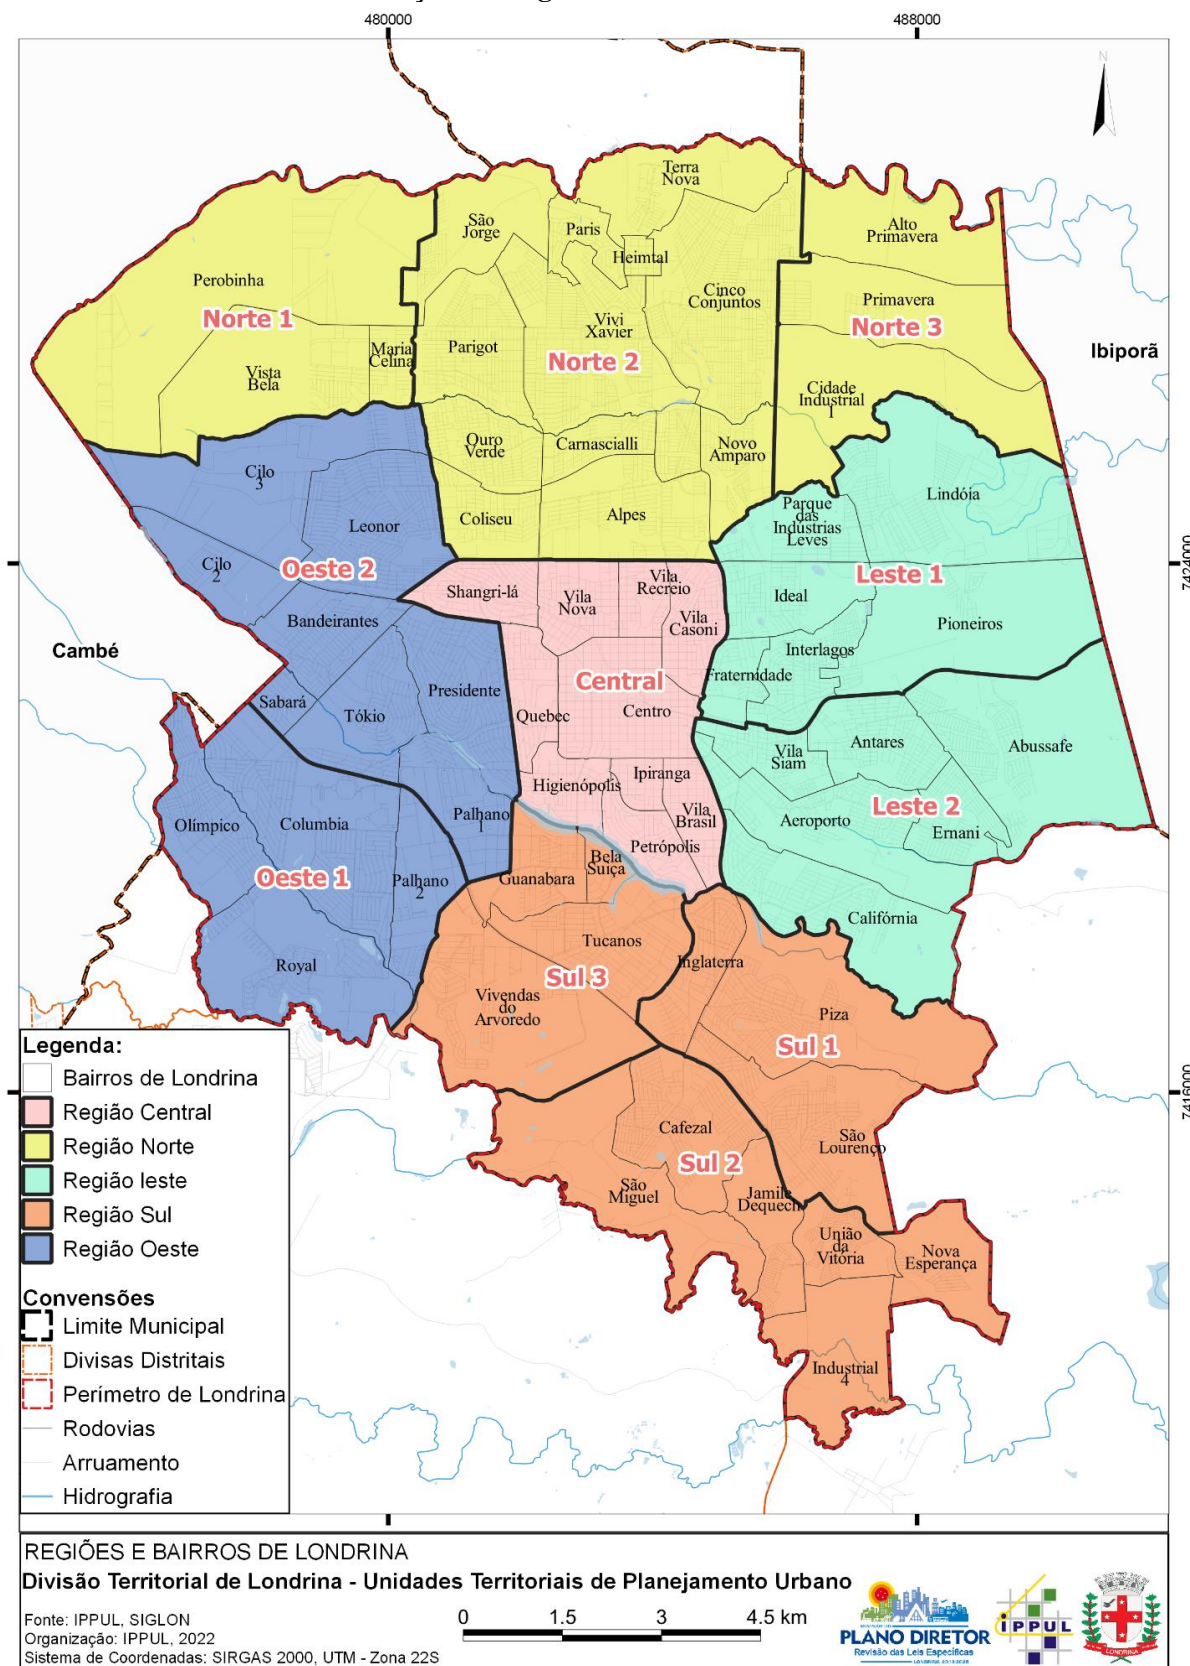 480000
488000
N
Terra
Nova
São
Jorge
Paris
Alto
Primavera
Heimtal
Perobinha
Cinco
Conjuntos
Primavera
Norte 1
Vivi
Xavier
Norte 3
Maria
Celina
Parigot
Norte 2
Ibiporã
Vista
Bela
Cidade
Industrial
1
Ouro
Verde
Carnascialli
Novo
Amparo
Cilo
3
Lindóia
Leonor
Coliseu
Alpes
Parque
das
Indústrias
Leves
7424000
Cilo
2
Oeste 2
Leste 1
Shangri-lá
Vila
Nova
Vila
Recreio
Ideal
Vila
Casoni
Bandeirantes
Pioneiros
Cambé
Interlagos
Fraternidade
Central
Presidente
Sabará
Tókio
Quebec
Centro
Antares
Abussafe
Vila
Siam
Ipiranga
Higienópolis
Leste 2
Palhano
1
Vila
Brasil
Aeroporto
Ernani
Olímpico
Columbia
Petrópolis
Bela
Suíça
Oeste 1
Palhano
2
Guanabara
Califórnia
Tucanos
Royal
Inglaterra
Sul 3
Vivendas
do
Arvoredo
Piza
Sul 1
7416000
Cafezal
São
Lourenço
Sul 2
São
Miguel
Jamile
Dequech
União
da
Vitória
Nova
Esperança
Industrial
4
Legenda:
Bairros de Londrina
Região Central
Região Norte
Região leste
Região Sul
Região Oeste
Convensões
Limite Municipal
Divisas Distritais
Perímetro de Londrina
Rodovias
Arruamento
Hidrografia
REGIÕES E BAIRROS DE LONDRINA
Divisão Territorial de Londrina - Unidades Territoriais de Planejamento Urbano
Fonte: IPPUL, SIGLON
Organização: IPPUL, 2022
Sistema de Coordenadas: SIRGAS 2000, UTM - Zona 22S
0 1.5 3 4.5 km
PLANO DIRETOR
Revisão das Leis Específicas
iPPUL
LONDRINA